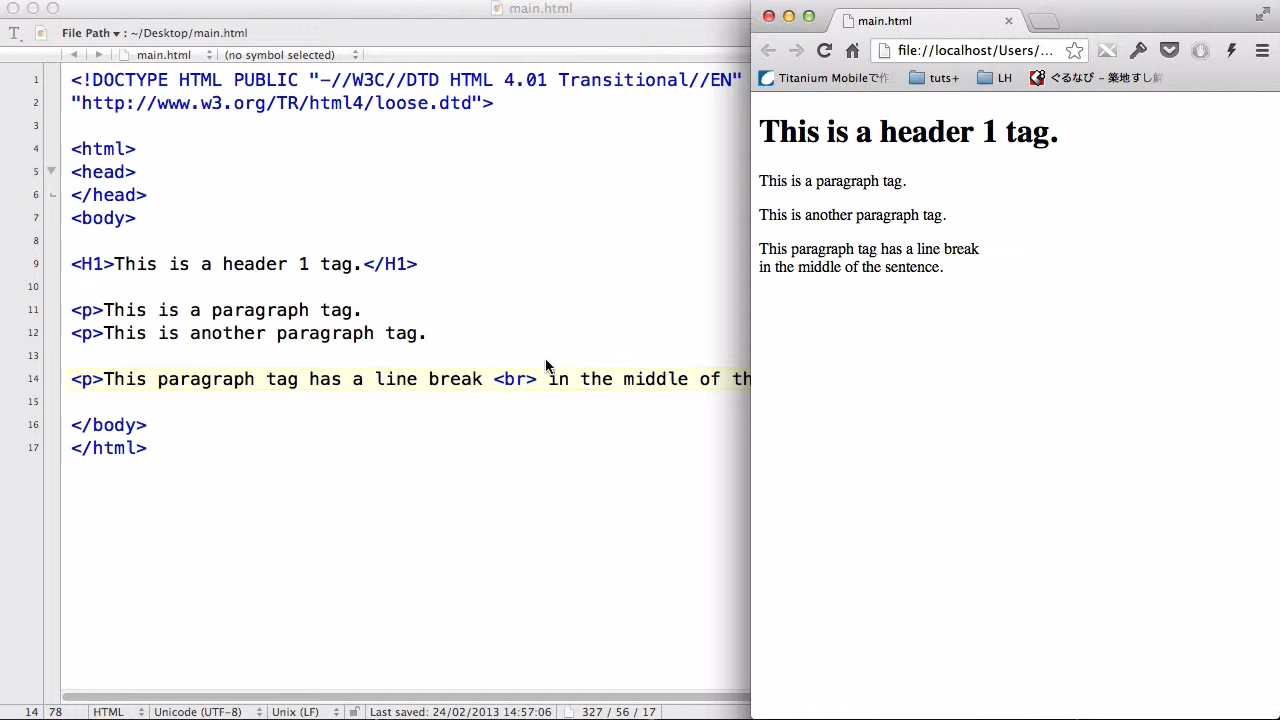 main.html
File Path ▾ : ~/Desktop/main.html
main.html (no symbol selected)
1 <!DOCTYPE HTML PUBLIC "-//W3C//DTD HTML 4.01 Transitional//EN"
2 "http://www.w3.org/TR/html4/loose.dtd">
3
4 <html>
5 <head>
6 </head>
7 <body>
8
9 <H1>This is a header 1 tag.</H1>
10
11 <p>This is a paragraph tag.
12 <p>This is another paragraph tag.
13
14 <p>This paragraph tag has a line break <br> in the middle of th
15
16 </body>
17 </html>
14 78 HTML Unicode (UTF-8) Unix (LF) Last saved: 24/02/2013 14:57:06 327 / 56 / 17
main.html
file://localhost/Users/...
Titanium Mobileで作 tuts+ LH ぐるなび - 築地すし鮮
This is a header 1 tag.
This is a paragraph tag.
This is another paragraph tag.
This paragraph tag has a line break
in the middle of the sentence.